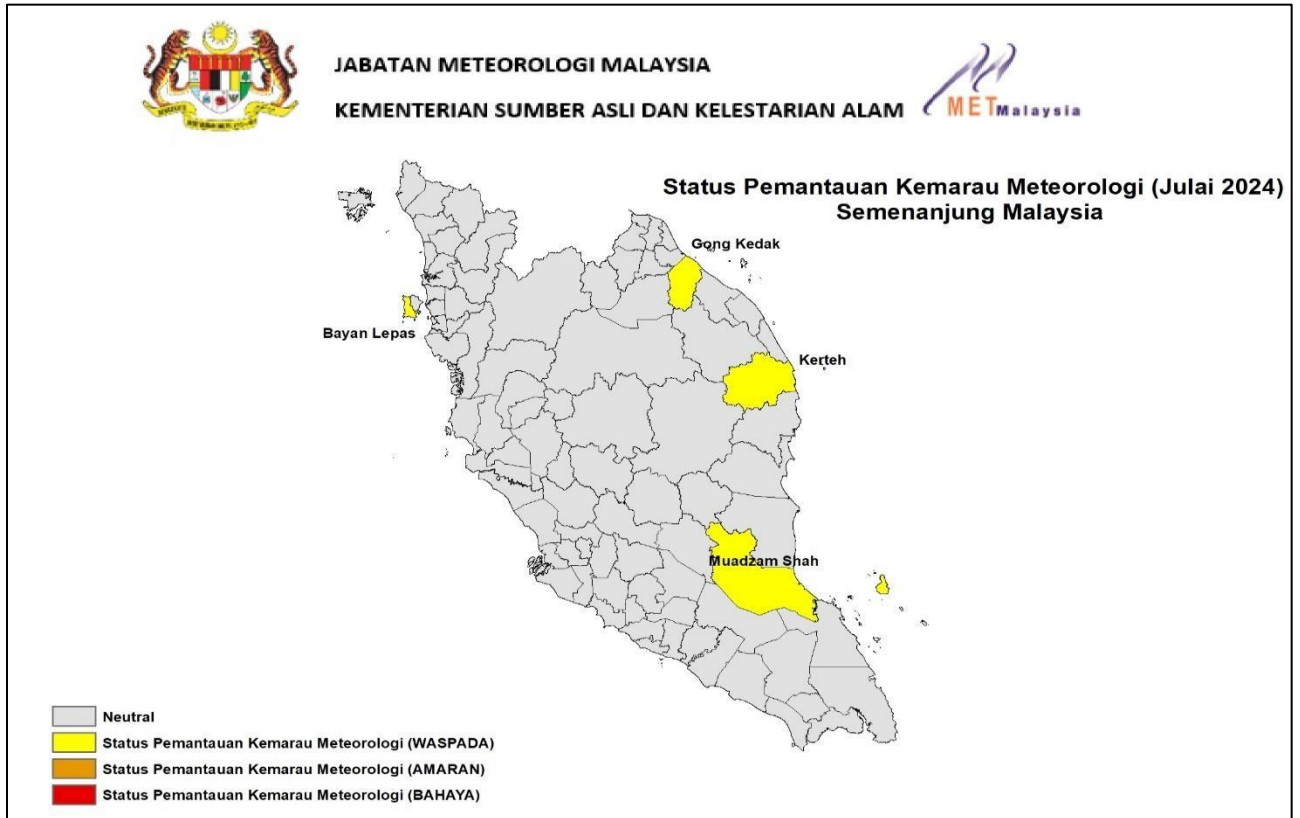 JABATAN METEOROLOGI MALAYSIA
KEMENTERIAN SUMBER ASLI DAN KELESTARIAN ALAM
METMalaysia
Status Pemantauan Kemarau Meteorologi (Julai 2024)
Semenanjung Malaysia
Gong Kedak
Bayan Lepas
Kerteh
Muadzam Shah
Neutral
Status Pemantauan Kemarau Meteorologi (WASPADA)
Status Pemantauan Kemarau Meteorologi (AMARAN)
Status Pemantauan Kemarau Meteorologi (BAHAYA)